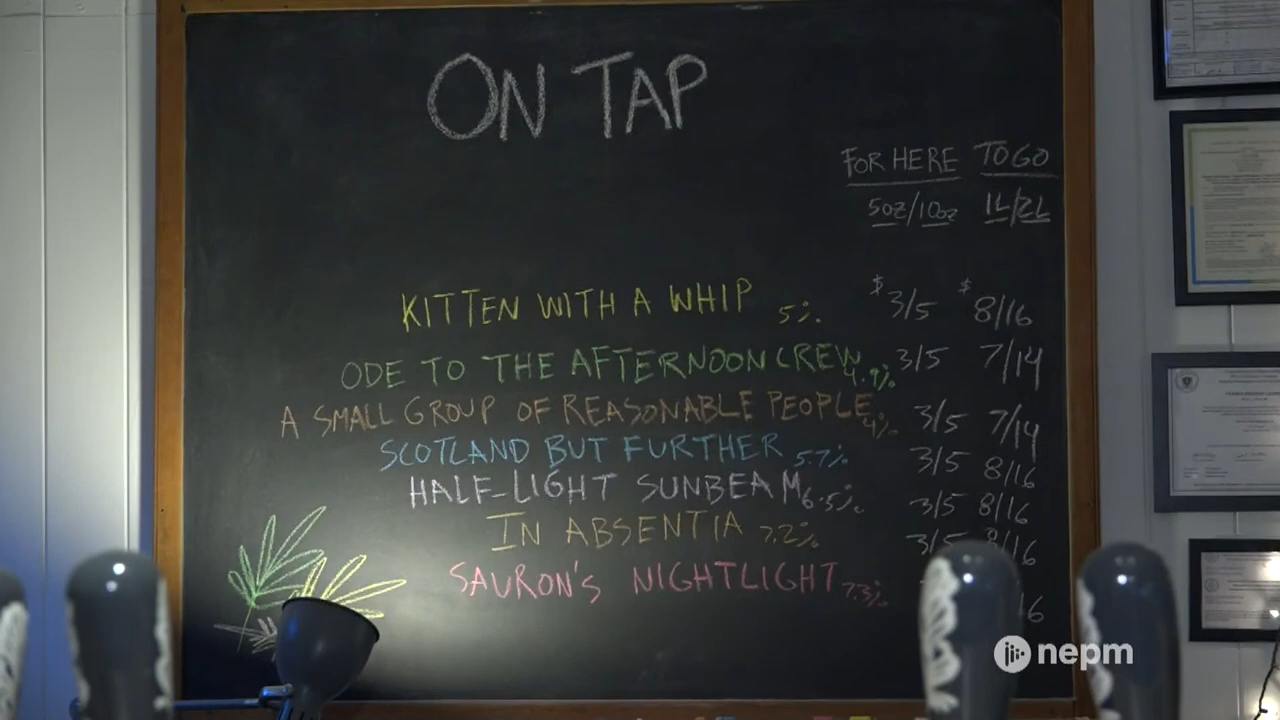 ON TAP
FOR HERE TO GO
5oz/10oz 1L/2L
KITTEN WITH A WHIP 5% $3/5 $8/16
ODE TO THE AFTERNOON CREW 4.9% 3/5 7/14
A SMALL GROUP OF REASONABLE PEOPLE 4% 3/5 7/14
SCOTLAND BUT FURTHER 5.7% 3/5 8/16
HALF-LIGHT SUNBEAM 6.5% 3/5 8/16
IN ABSENTIA 7.2% 3/5 8/16
SAURON'S NIGHTLIGHT 7.3% 16
nepm